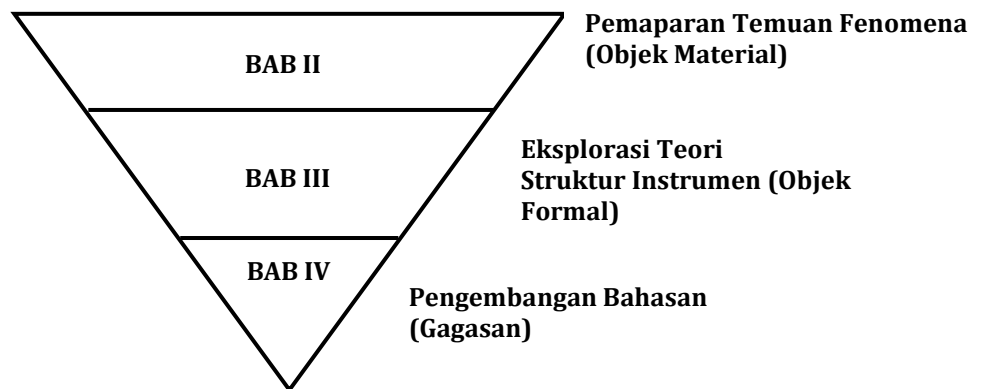 BAB II
Pemaparan Temuan Fenomena
(Objek Material)
BAB III
Eksplorasi Teori
Struktur Instrumen (Objek
Formal)
BAB IV
Pengembangan Bahasan
(Gagasan)